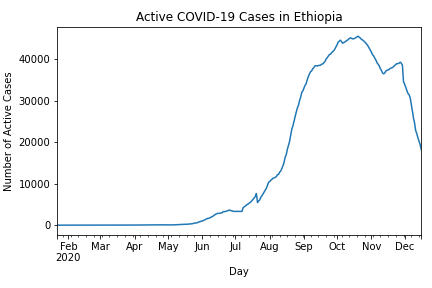 Active COVID-19 Cases in Ethiopia
Number of Active Cases
40000
30000
20000
10000
0
Feb Mar Apr May Jun Jul Aug Sep Oct Nov Dec
2020
Day